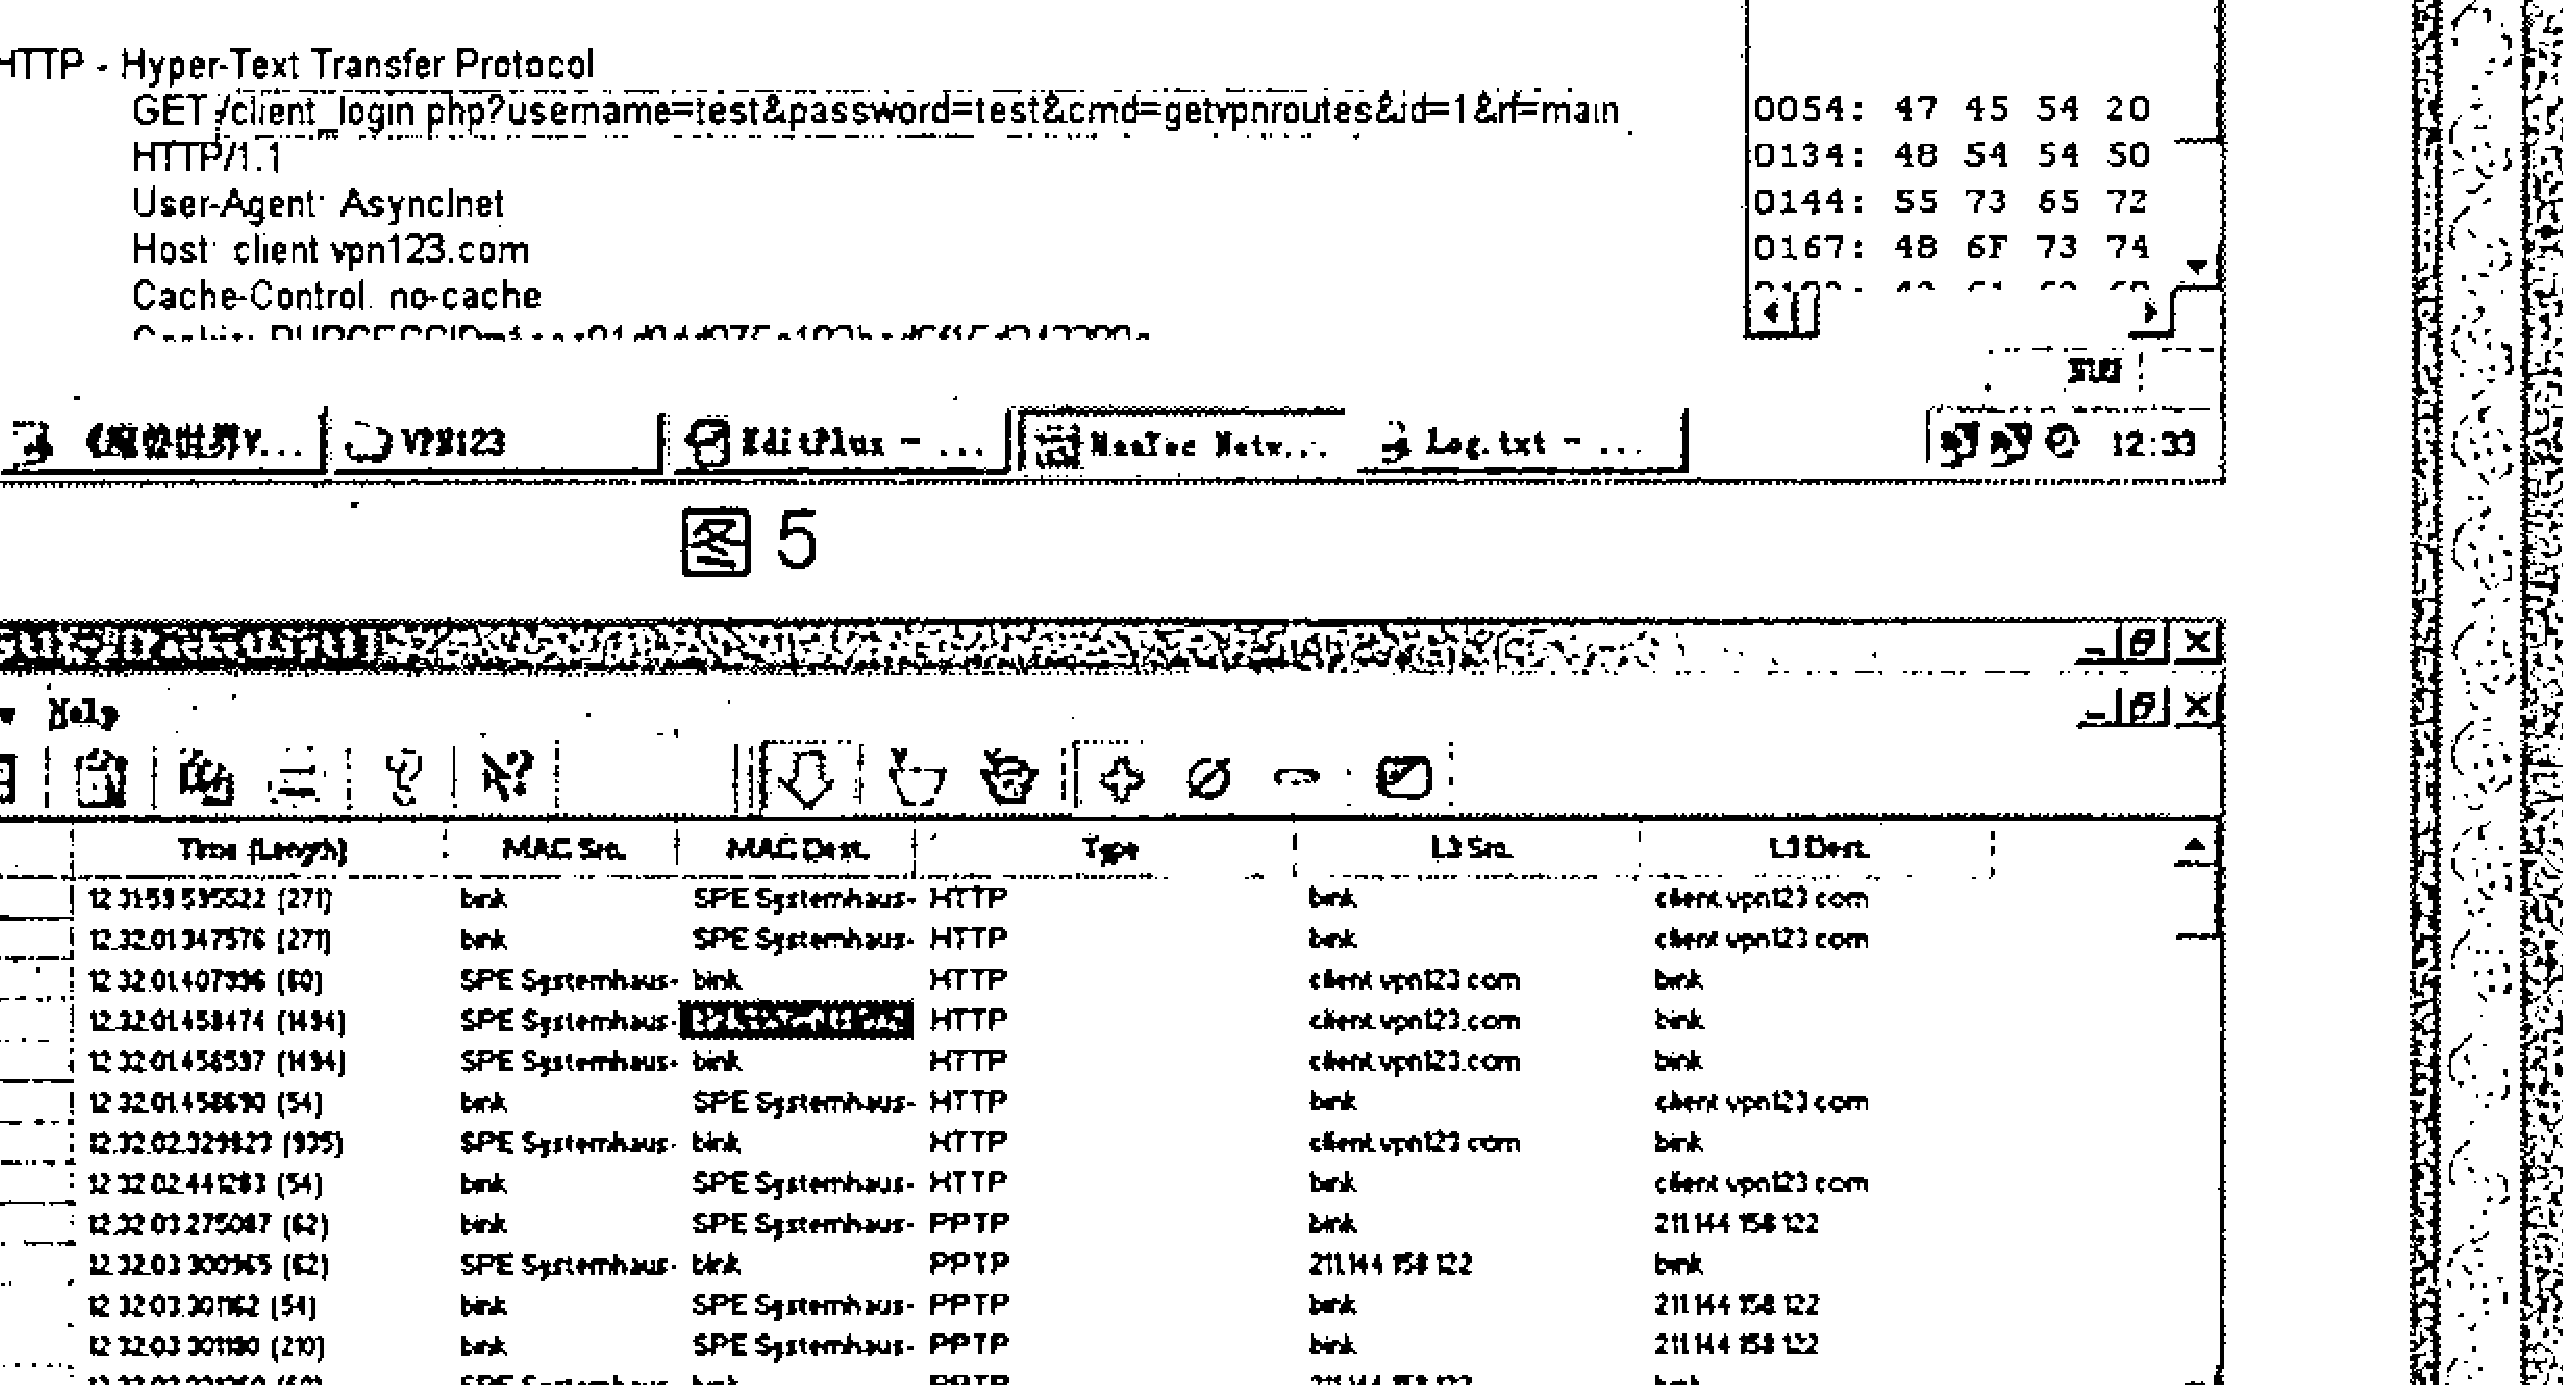 HTTP - Hyper-Text Transfer Protocol
GET /client_login.php?username=test&password=test&cmd=getvpnroutes&id=1&rf=main
HTTP/1.1
User-Agent: AsyncInet
Host: client.vpn123.com
Cache-Control: no-cache
0054: 47 45 54 20
0134: 48 54 54 50
0144: 55 73 65 72
0167: 48 6F 73 74
VPN123 EditPlus - ... NetTec Netw... Log.txt - ... 12:33
图 5
Help
Time (Length) MAC Src. MAC Dest. Type L3 Src. L3 Dest.
12:31:59.595522 (271) bink SPE Systemhaus- HTTP bink client.vpn123.com
12:32:01.347576 (271) bink SPE Systemhaus- HTTP bink client.vpn123.com
12:32:01.407996 (60) SPE Systemhaus- bink HTTP client.vpn123.com bink
12:32:01.458474 (1494) SPE Systemhaus- HTTP client.vpn123.com bink
12:32:01.458597 (1494) SPE Systemhaus- bink HTTP client.vpn123.com bink
12:32:01.458690 (54) bink SPE Systemhaus- HTTP bink client.vpn123.com
12:32:02.329823 (935) SPE Systemhaus- bink HTTP client.vpn123.com bink
12:32:02.441283 (54) bink SPE Systemhaus- HTTP bink client.vpn123.com
12:32:03.275087 (62) bink SPE Systemhaus- PPTP bink 211.144.158.122
12:32:03.300965 (62) SPE Systemhaus- bink PPTP 211.144.158.122 bink
12:32:03.301162 (54) bink SPE Systemhaus- PPTP bink 211.144.158.122
12:32:03.301190 (210) bink SPE Systemhaus- PPTP bink 211.144.158.122